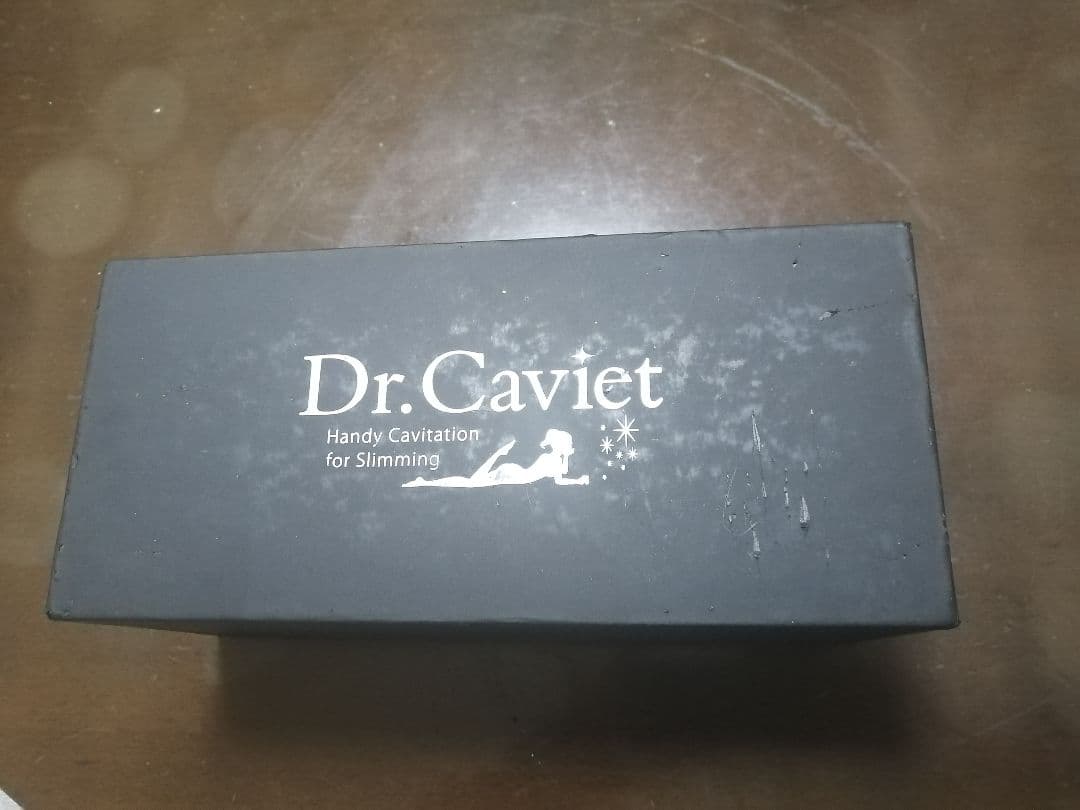 Dr. Caviet
Handy Cavitation
for Slimming